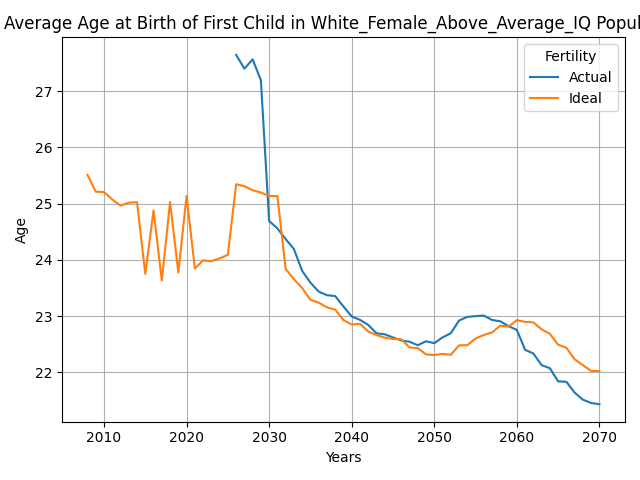 Average Age at Birth of First Child in White_Female_Above_Average_IQ Popul
Fertility
Actual
Ideal
27
26
25
24
23
22
Age
2010 2020 2030 2040 2050 2060 2070
Years